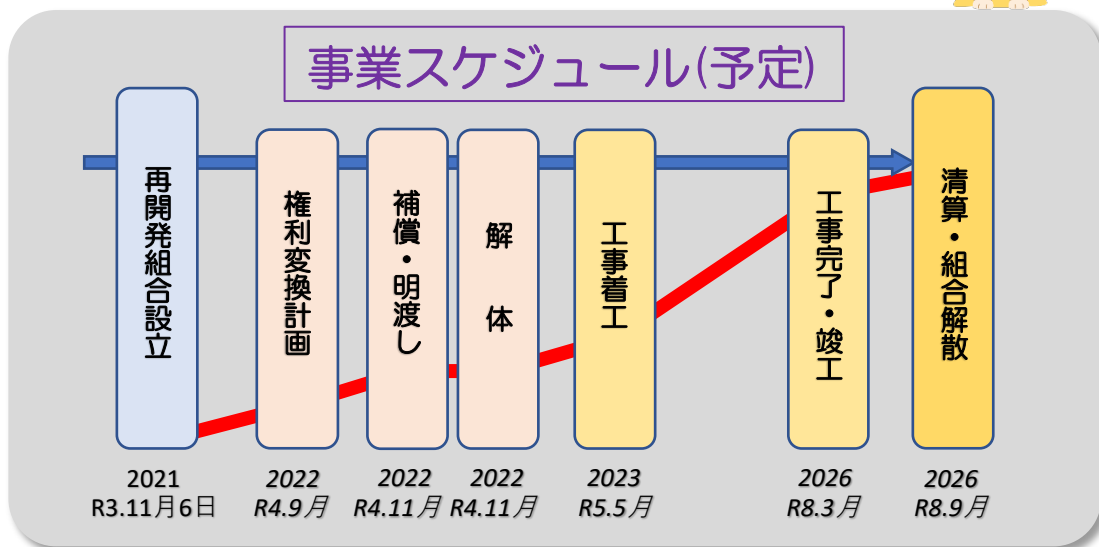 事業スケジュール(予定)
再開発組合設立
権利変換計画
補償・明渡し
解体
工事着工
工事完了・竣工
清算・組合解散
2021
R3.11月6日
2022
R4.9月
2022
R4.11月
2022
R4.11月
2023
R5.5月
2026
R8.3月
2026
R8.9月